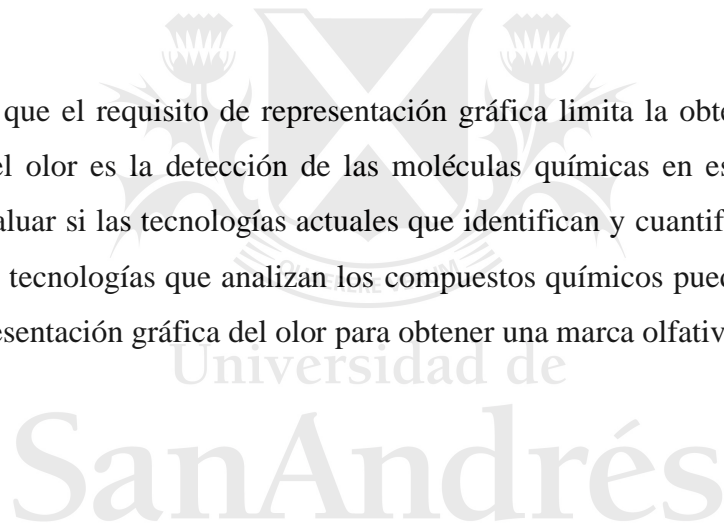 que el requisito de representación gráfica limita la obte
el olor es la detección de las moléculas químicas en es
aluar si las tecnologías actuales que identifican y cuantif
tecnologías que analizan los compuestos químicos pued
esentación gráfica del olor para obtener una marca olfativ
Universidad de
SanAndrés